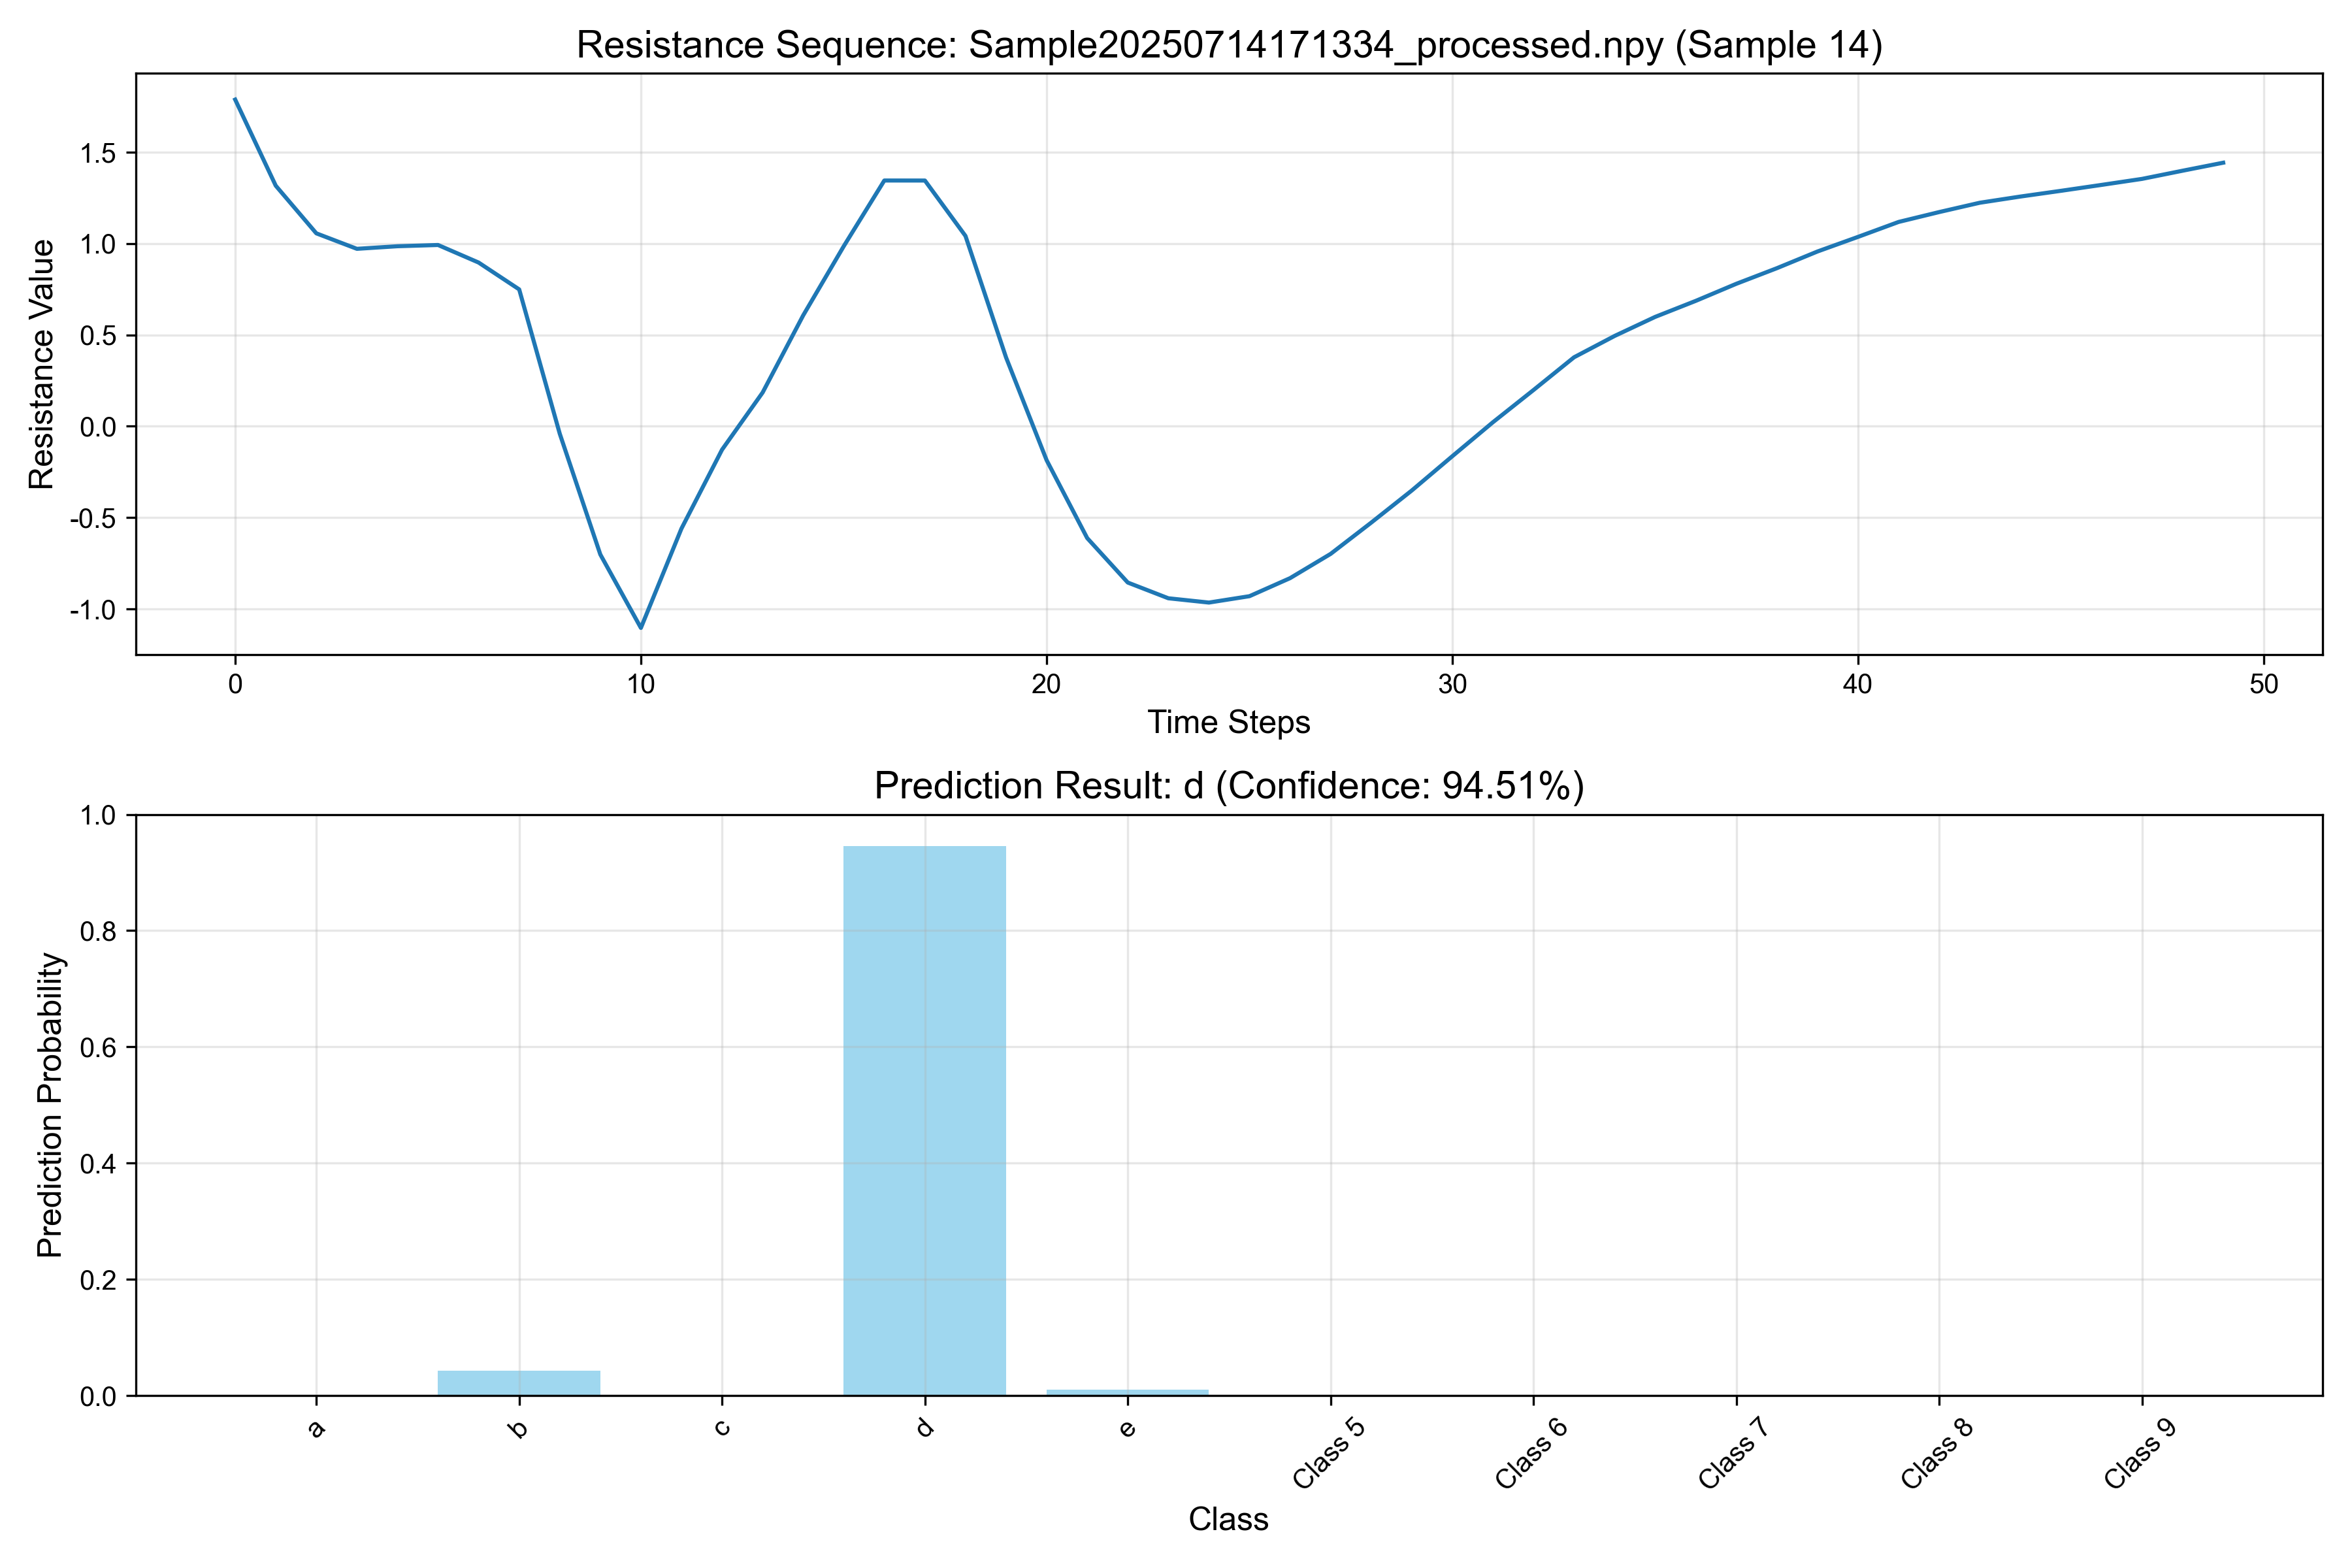 Resistance Sequence: Sample20250714171334_processed.npy (Sample 14)
Resistance Value
1.5
1.0
0.5
0.0
-0.5
-1.0
0 10 20 30 40 50
Time Steps
Prediction Result: d (Confidence: 94.51%)
Prediction Probability
1.0
0.8
0.6
0.4
0.2
0.0
a b c d e Class 5 Class 6 Class 7 Class 8 Class 9
Class